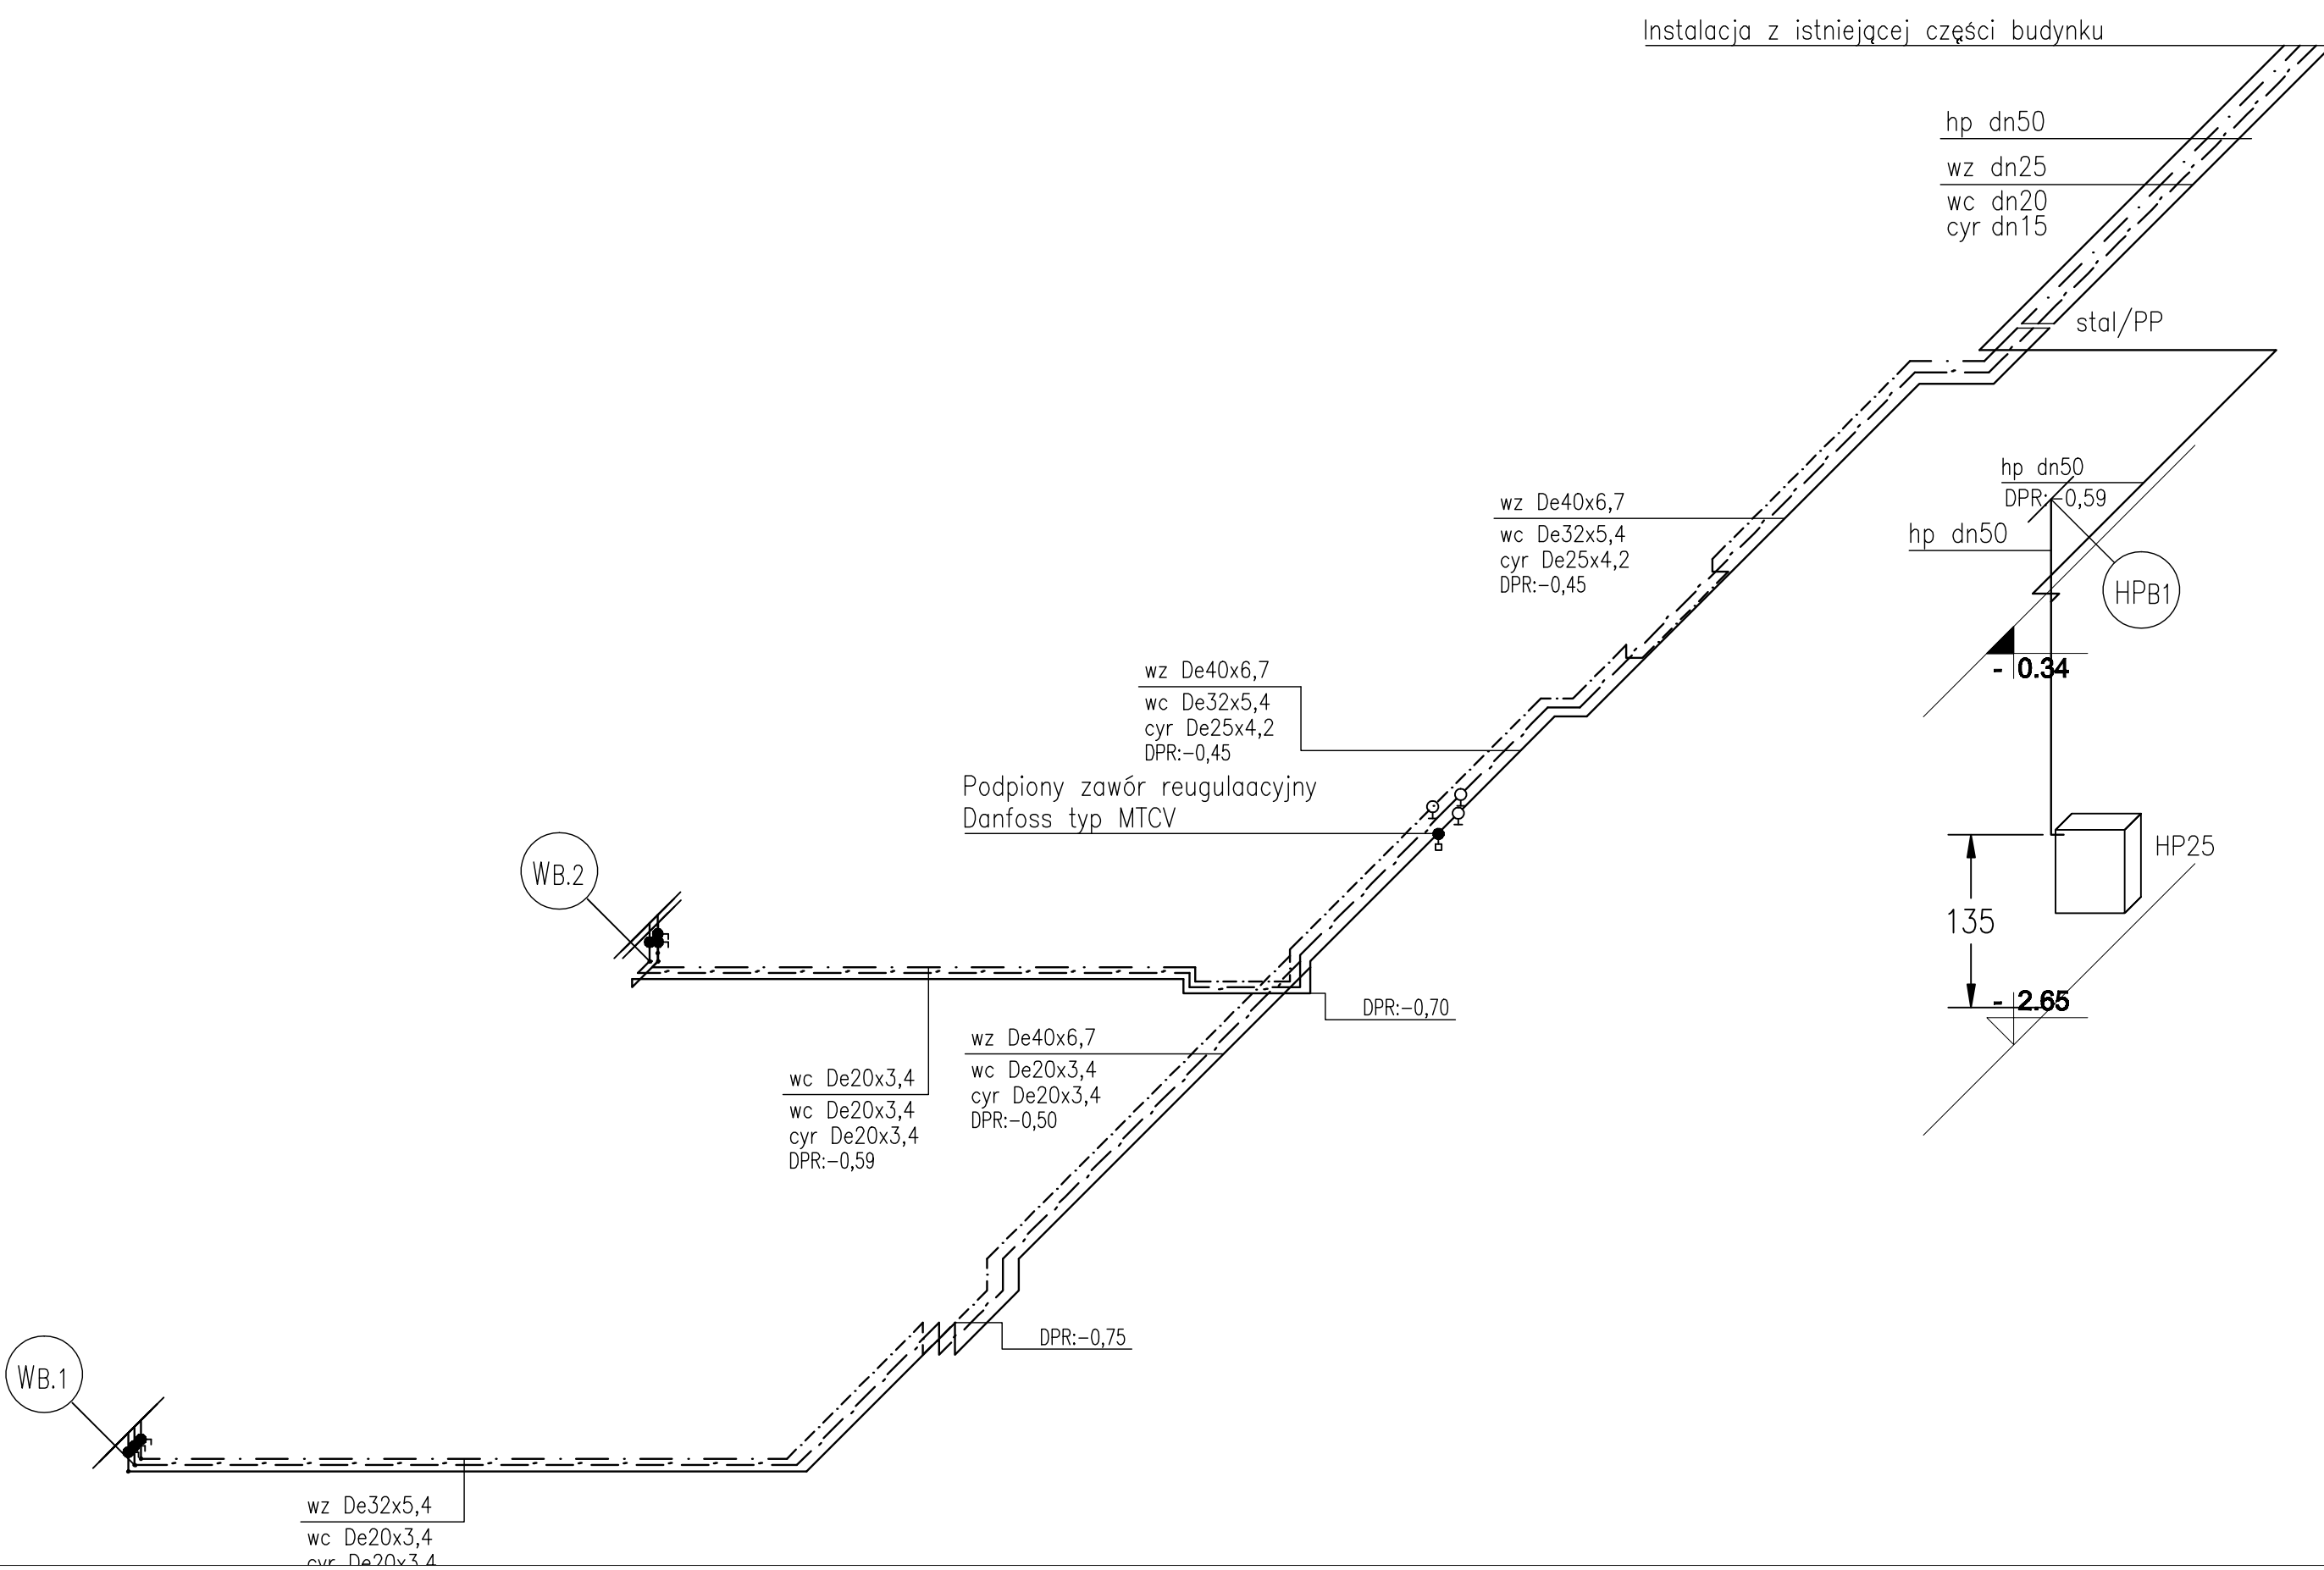 Instalacja z istniejącej części budynku
hp dn50
wz dn25
wc dn20
cyr dn15
stal/PP
hp dn50
DPR:-0,59
hp dn50
HPB1
- 0.34
wz De40x6,7
wc De32x5,4
cyr De25x4,2
DPR:-0,45
wz De40x6,7
wc De32x5,4
cyr De25x4,2
DPR:-0,45
Podpiony zawór reugulaacyjny
Danfoss typ MTCV
HP25
135
- 2.65
WB.2
DPR:-0,70
wz De40x6,7
wc De20x3,4
cyr De20x3,4
DPR:-0,50
wc De20x3,4
wc De20x3,4
cyr De20x3,4
DPR:-0,59
DPR:-0,75
WB.1
wz De32x5,4
wc De20x3,4
cyr De20x3,4